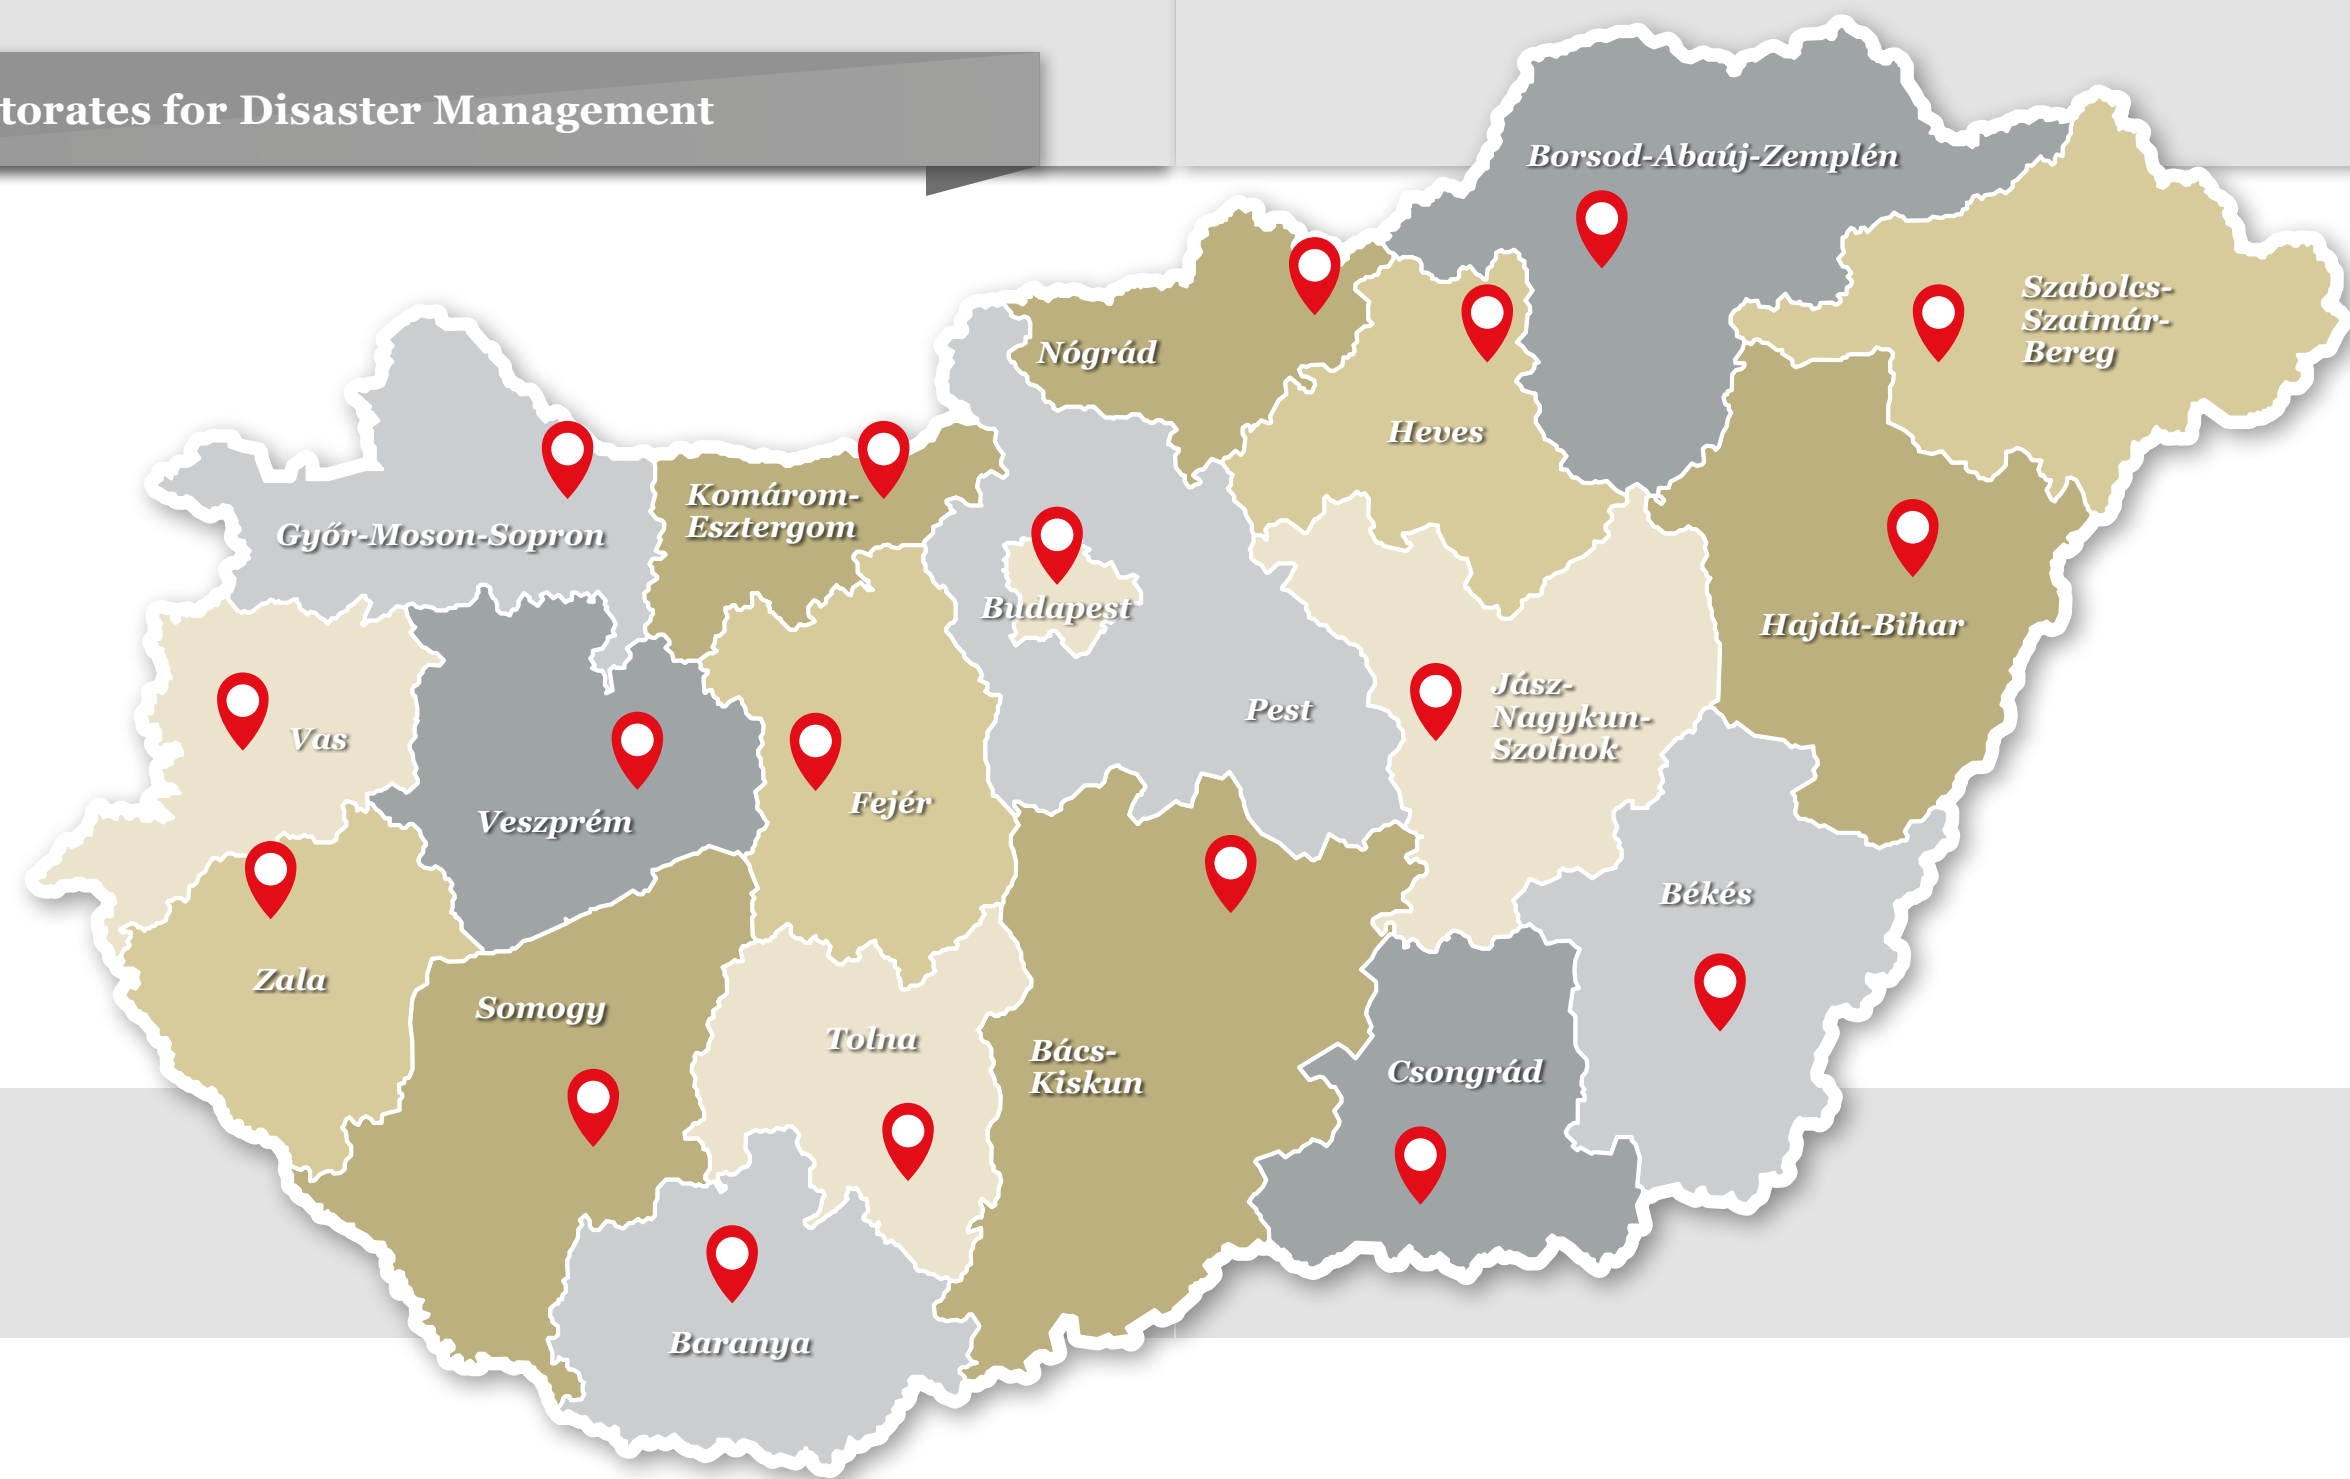 torates for Disaster Management
Borsod-Abaúj-Zemplén
Szabolcs-
Szatmár-
Bereg
Nógrád
Heves
Komárom-
Esztergom
Győr-Moson-Sopron
Budapest
Hajdú-Bihar
Jász-
Nagykun-
Szolnok
Pest
Vas
Fejér
Veszprém
Békés
Zala
Somogy
Tolna
Bács-
Kiskun
Csongrád
Baranya